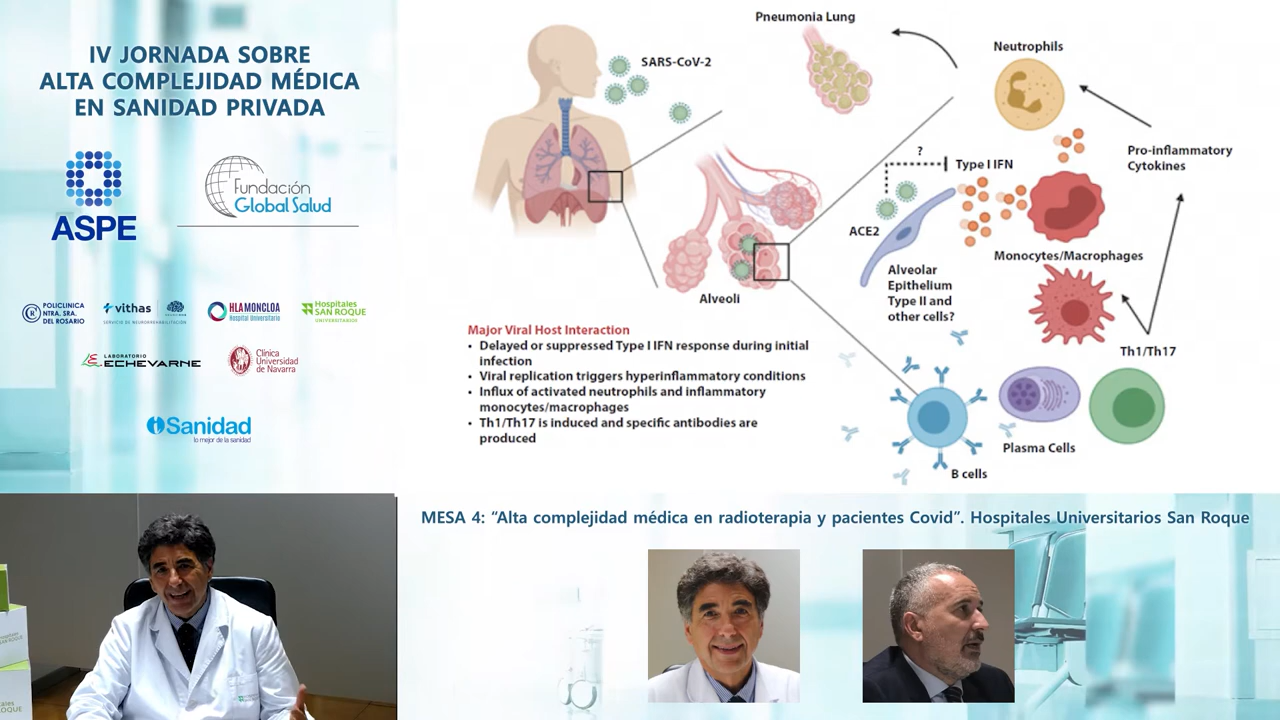 IV JORNADA SOBRE
ALTA COMPLEJIDAD MÉDICA
EN SANIDAD PRIVADA
ASPE
Fundación
Global Salud
POLICLINICA
NTRA. SRA.
DEL ROSARIO
vithas
SERVICIO DE NEURORREHABILITACIÓN
HLA MONCLOA
Hospital Universitario
Hospitales
SAN ROQUE
UNIVERSITARIOS
LABORATORIO
ECHEVARNE
Clínica
Universidad
de Navarra
iSanidad
lo mejor de la sanidad
Pneumonia Lung
SARS-CoV-2
Neutrophils
Pro-inflammatory
Cytokines
?
Type I IFN
ACE2
Monocytes/Macrophages
Alveolar
Epithelium
Type II and
other cells?
Alveoli
Th1/Th17
Major Viral Host Interaction
• Delayed or suppressed Type I IFN response during initial
infection
• Viral replication triggers hyperinflammatory conditions
• Influx of activated neutrophils and inflammatory
monocytes/macrophages
• Th1/Th17 is induced and specific antibodies are
produced
Plasma Cells
B cells
MESA 4: “Alta complejidad médica en radioterapia y pacientes Covid”. Hospitales Universitarios San Roque